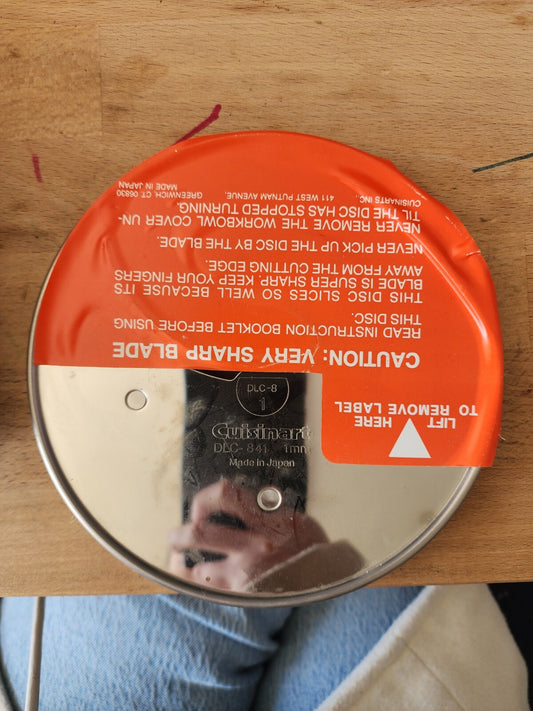 CAUTION: VERY SHARP BLADE
READ INSTRUCTION BOOKLET BEFORE USING
THIS DISC.
THIS DISC SLICES SO WELL BECAUSE ITS
BLADE IS SUPER SHARP. KEEP YOUR FINGERS
AWAY FROM THE CUTTING EDGE.
NEVER PICK UP THE DISC BY THE BLADE.
NEVER REMOVE THE WORKBOWL COVER UN-
TIL THE DISC HAS STOPPED TURNING.
CUISINARTS INC.
411 WEST PUTNAM AVENUE.
GREENWICH, CT 06830
MADE IN JAPAN
LIFT
HERE
TO REMOVE LABEL
DLC-8
1
Cuisinart
DLC-841 1mm
Made in Japan